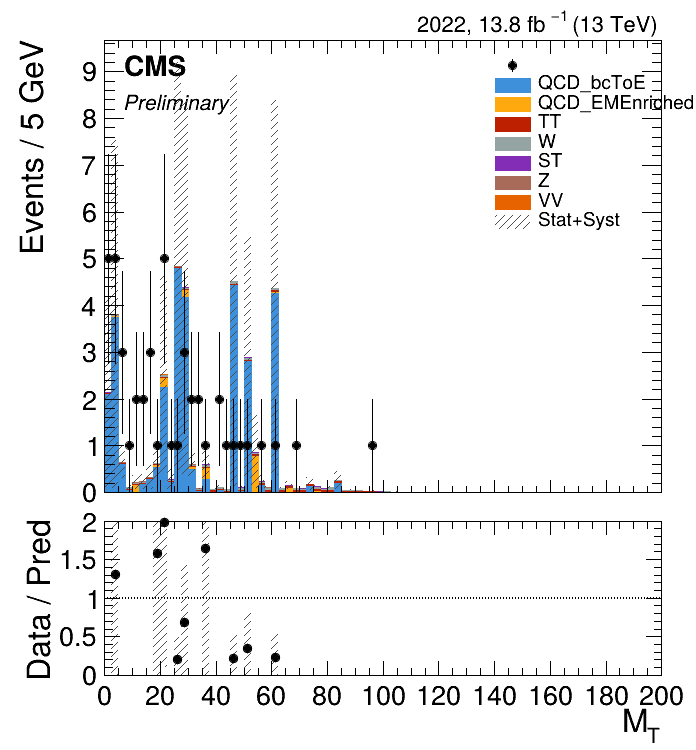 2022, 13.8 fb⁻¹ (13 TeV)
CMS
Preliminary
Events / 5 GeV
9
8
7
6
5
4
3
2
1
0
QCD_bcToE
QCD_EMEnriched
TT
W
ST
Z
VV
Stat+Syst
Data / Pred
2
1.5
1
0.5
0
0 20 40 60 80 100 120 140 160 180 200
M_T